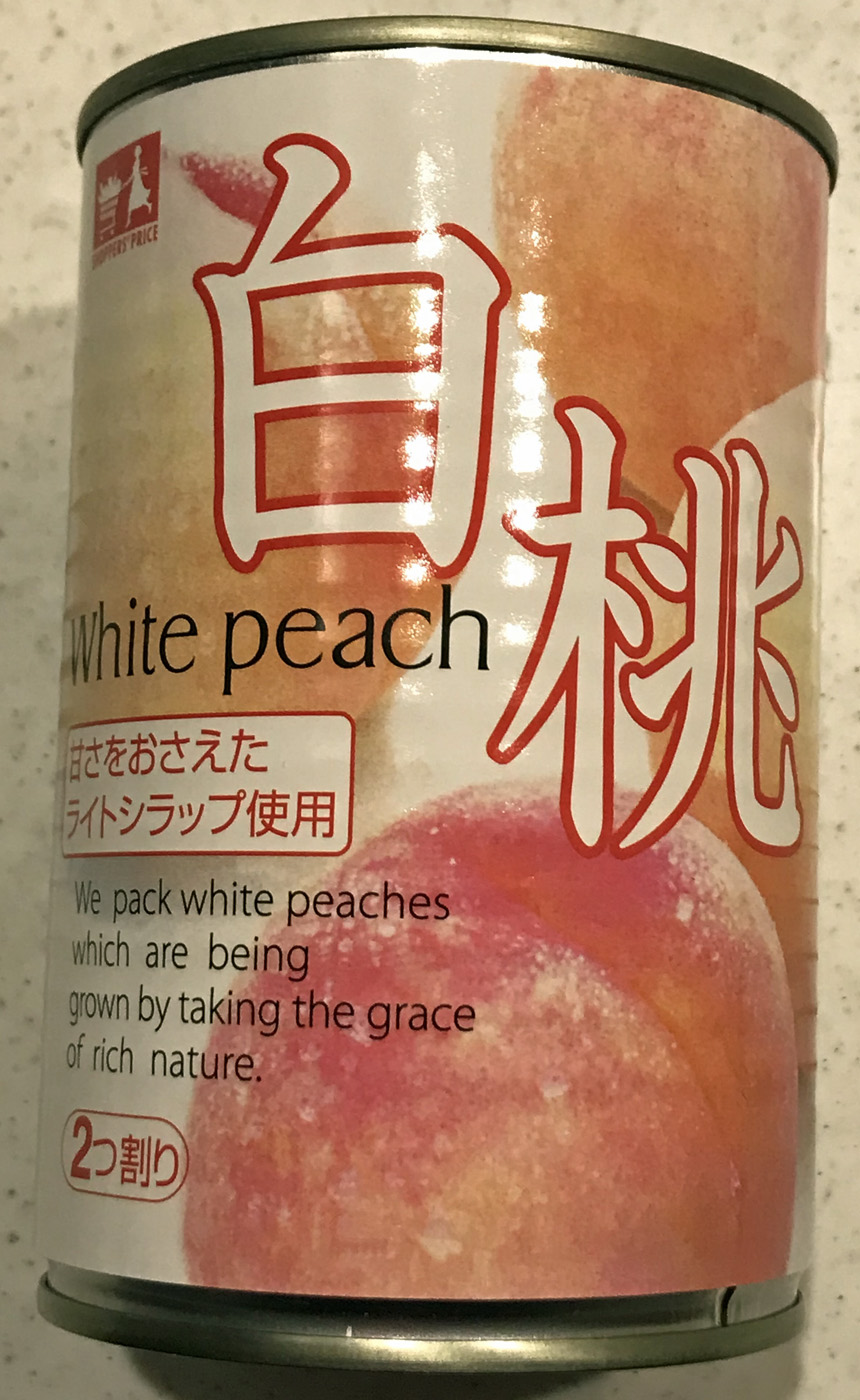 SHOPPERS' PRICE
白桃
White peach
甘さをおさえた
ライトシラップ使用
We pack white peaches
which are being
grown by taking the grace
of rich nature.
2つ割り